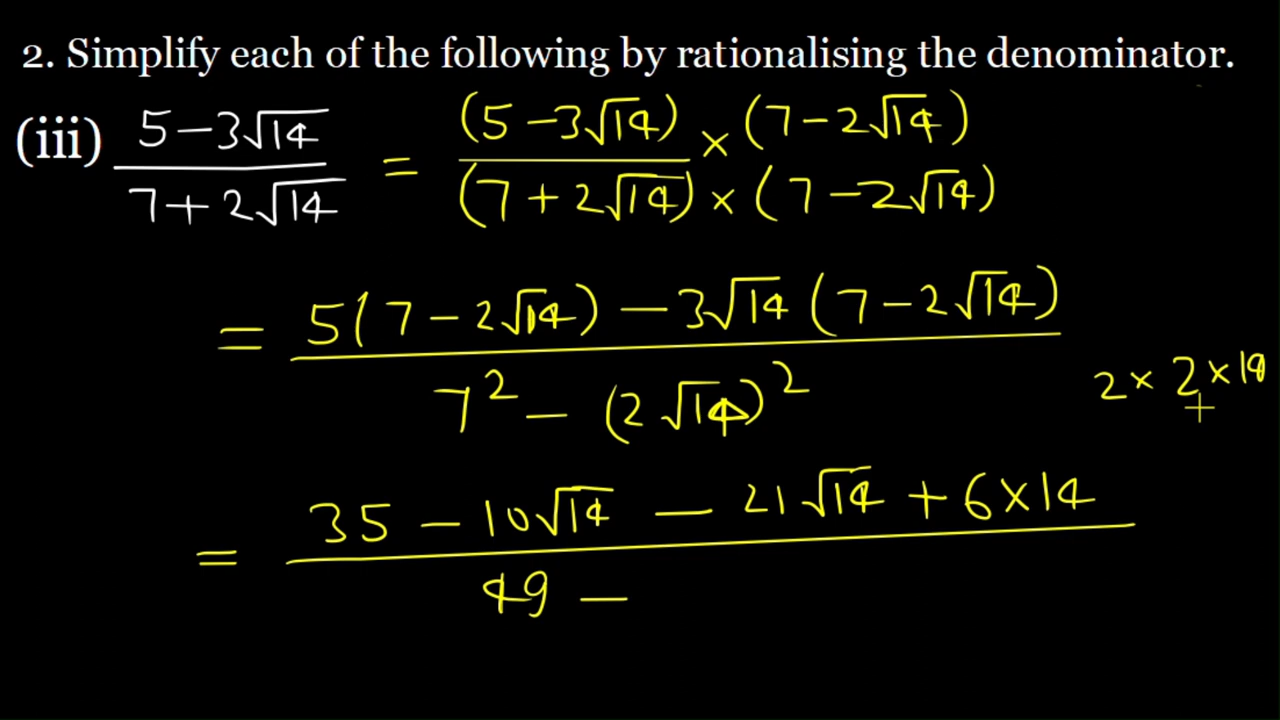 2. Simplify each of the following by rationalising the denominator.
(iii) (5-3√14)/(7+2√14) = (5-3√14)×(7-2√14)/(7+2√14)×(7-2√14)
= (5(7-2√14)-3√14(7-2√14))/(7²-(2√14)²)
2×2×14
+
= (35-10√14-21√14+6×14)/(49-